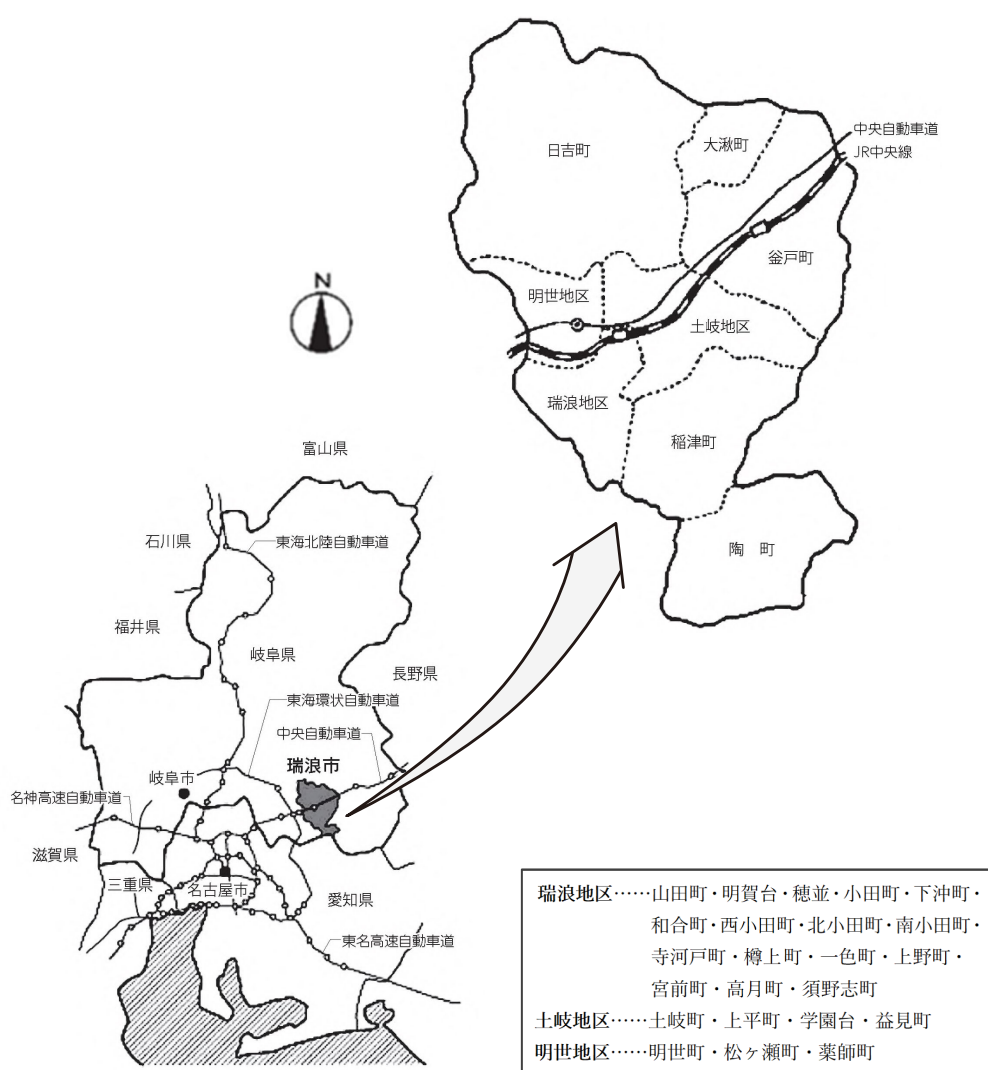 中央自動車道
大湫町
日吉町
JR中央線
釜戸町
N
明世地区
土岐地区
瑞浪地区
稲津町
富山県
石川県
東海北陸自動車道
陶 町
福井県
岐阜県
長野県
東海環状自動車道
中央自動車道
瑞浪市
岐阜市
名神高速自動車道
滋賀県
三重県
名古屋市
愛知県
東名高速自動車道
瑞浪地区……山田町・明賀台・穂並・小田町・下沖町・
和合町・西小田町・北小田町・南小田町・
寺河戸町・樽上町・一色町・上野町・
宮前町・高月町・須野志町
土岐地区……土岐町・上平町・学園台・益見町
明世地区……明世町・松ヶ瀬町・薬師町